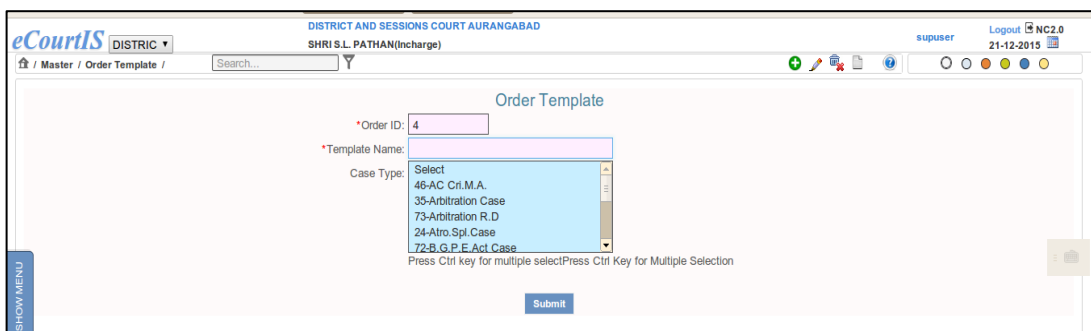 eCourtIS DISTRIC
DISTRICT AND SESSIONS COURT AURANGABAD
SHRI S.L. PATHAN(Incharge)
supuser
Logout NC2.0
21-12-2015
/ Master / Order Template /
Search...
Order Template
*Order ID: 4
*Template Name:
Case Type:
Select
46-AC Cri.M.A.
35-Arbitration Case
73-Arbitration R.D
24-Atro.Spl.Case
72-B.G.P.E.Act Case
Press Ctrl key for multiple selectPress Ctrl Key for Multiple Selection
Submit
SHOW MENU